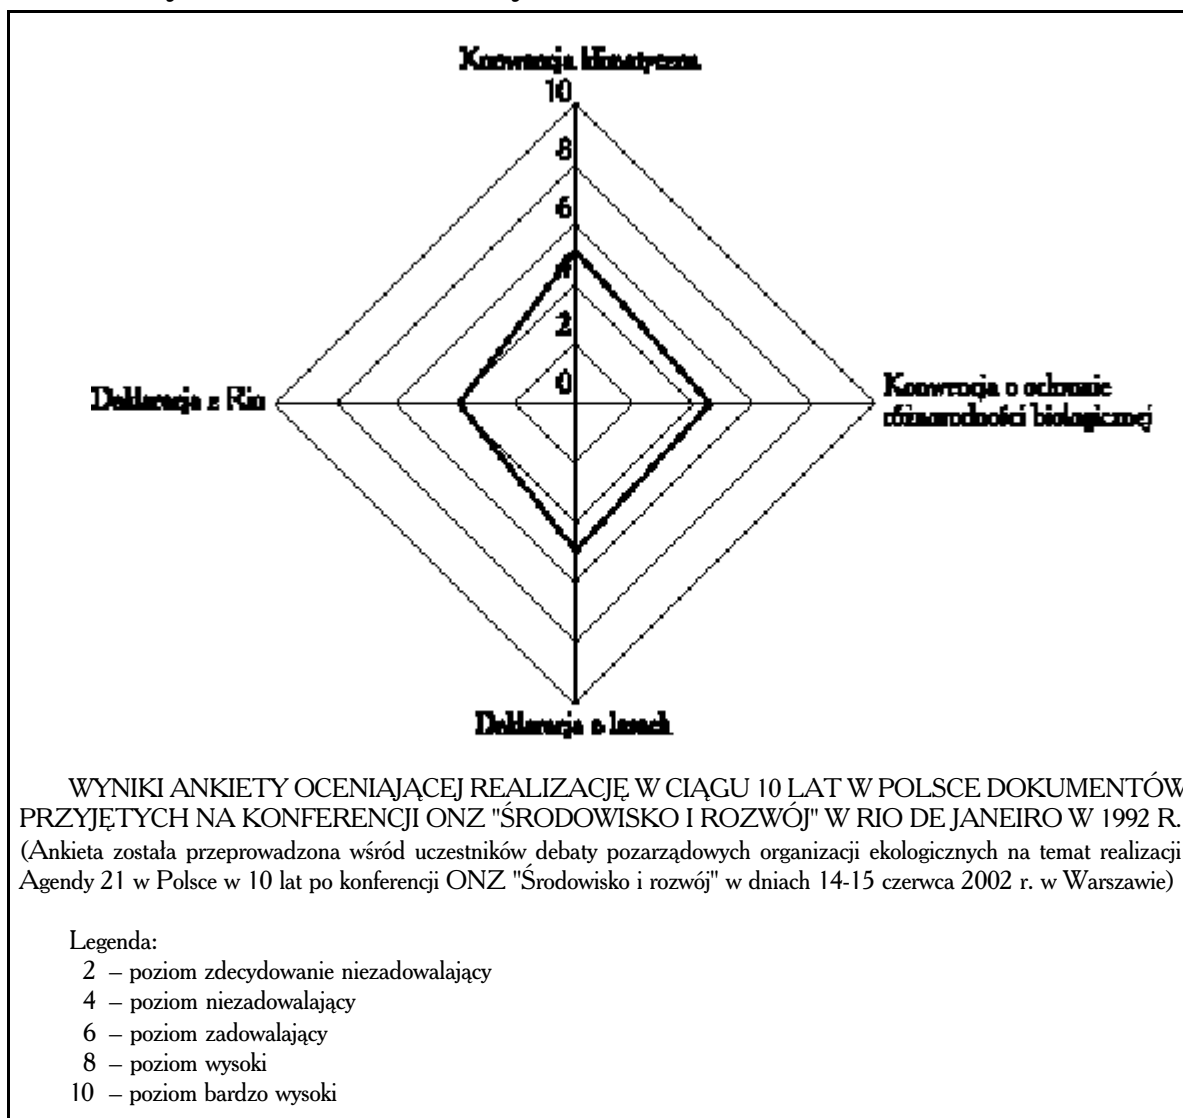 Konwencja klimatyczna
10
8
6
4
2
0
Deklaracja z Rio
Konwencja o ochronie
różnorodności biologicznej
Deklaracja o lasach
WYNIKI ANKIETY OCENIAJĄCEJ REALIZACJĘ W CIĄGU 10 LAT W POLSCE DOKUMENTÓW
PRZYJĘTYCH NA KONFERENCJI ONZ "ŚRODOWISKO I ROZWÓJ" W RIO DE JANEIRO W 1992 R.
(Ankieta została przeprowadzona wśród uczestników debaty pozarządowych organizacji ekologicznych na temat realizacji
Agendy 21 w Polsce w 10 lat po konferencji ONZ "Środowisko i rozwój" w dniach 14-15 czerwca 2002 r. w Warszawie)
Legenda:
2 – poziom zdecydowanie niezadowalający
4 – poziom niezadowalający
6 – poziom zadowalający
8 – poziom wysoki
10 – poziom bardzo wysoki